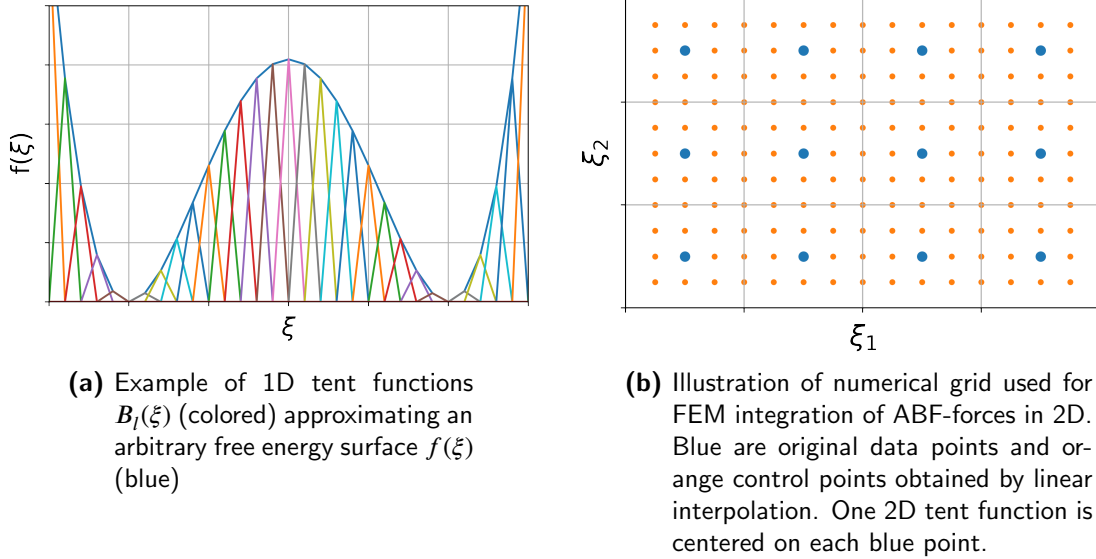 f(ξ)
ξ
(a) Example of 1D tent functions
B_l(ξ) (colored) approximating an
arbitrary free energy surface f(ξ)
(blue)
ξ₂
ξ₁
(b) Illustration of numerical grid used for
FEM integration of ABF-forces in 2D.
Blue are original data points and or-
ange control points obtained by linear
interpolation. One 2D tent function is
centered on each blue point.